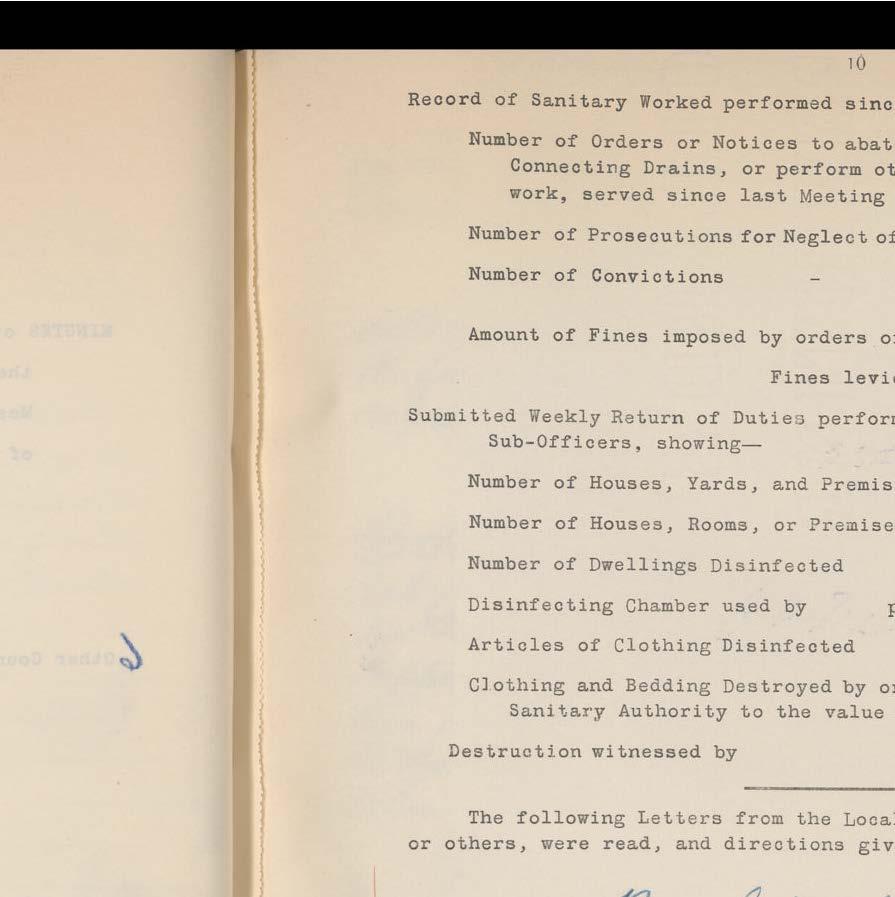 10
Record of Sanitary Worked performed sinc
Number of Orders or Notices to abat
Connecting Drains, or perform ot
work, served since last Meeting
Number of Prosecutions for Neglect of
Number of Convictions –
Amount of Fines imposed by orders of
Fines levi
Submitted Weekly Return of Duties perform
Sub-Officers, showing—
Number of Houses, Yards, and Premis
Number of Houses, Rooms, or Premise
Number of Dwellings Disinfected
Disinfecting Chamber used by p
Articles of Clothing Disinfected
Clothing and Bedding Destroyed by or
Sanitary Authority to the value
Destruction witnessed by
The following Letters from the Local
or others, were read, and directions giv